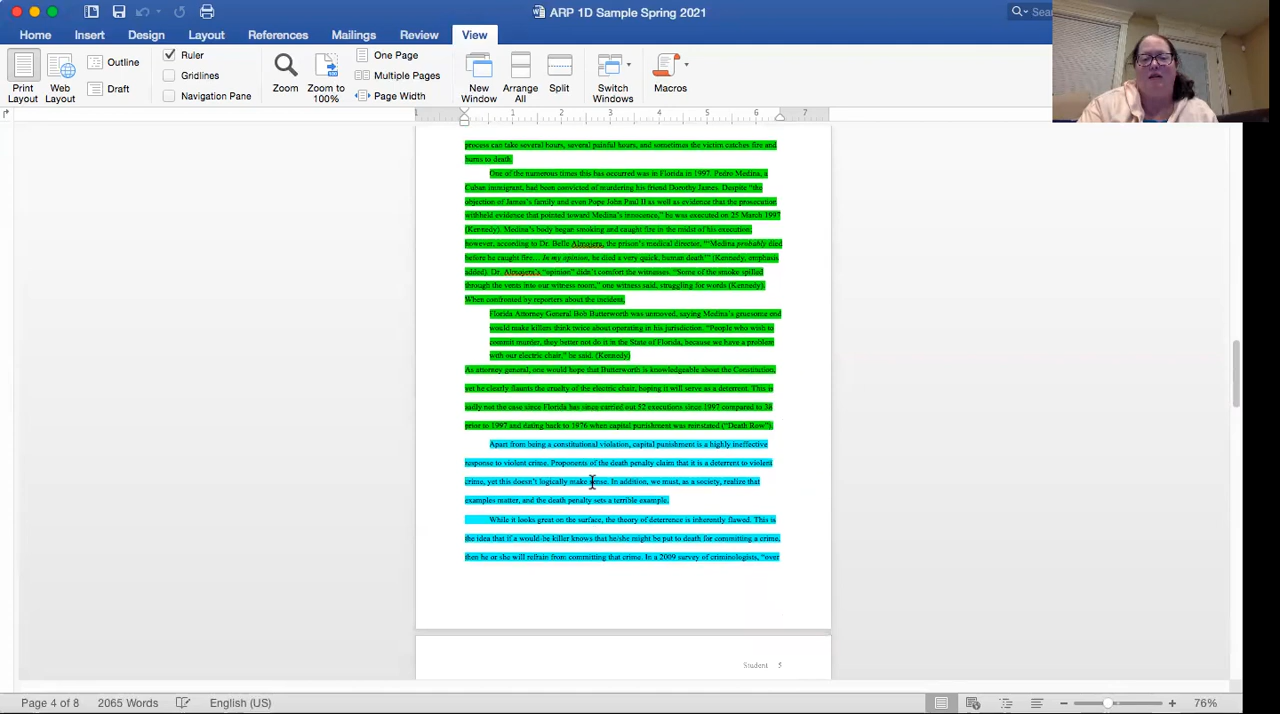 ARP 1D Sample Spring 2021
Sea
Home Insert Design Layout References Mailings Review View
Ruler
Gridlines
Navigation Pane
Outline
Draft
Print Layout
Web Layout
Zoom
Zoom to 100%
One Page
Multiple Pages
Page Width
New Window
Arrange All
Split
Switch Windows
Macros
1 1 2 3 4 5 6 7
process can take several hours, several painful hours, and sometimes the victim catches fire and
burns to death.
One of the numerous times this has occurred was in Florida in 1997. Pedro Medina, a
Cuban immigrant, had been convicted of murdering his friend Dorothy James. Despite “the
objection of James’s family and even Pope John Paul II as well as evidence that the prosecution
withheld evidence that pointed toward Medina’s innocence,” he was executed on 25 March 1997
(Kennedy). Medina’s body began smoking and caught fire in the midst of his execution;
however, according to Dr. Belle Almojera, the prison’s medical director, “‘Medina probably died
before he caught fire… In my opinion, he died a very quick, human death’” (Kennedy, emphasis
added). Dr. Almojera’s “opinion” didn’t comfort the witnesses. “Some of the smoke spilled
through the vents into our witness room,” one witness said, struggling for words (Kennedy).
When confronted by reporters about the incident,
Florida Attorney General Bob Butterworth was unmoved, saying Medina’s gruesome end
would make killers think twice about operating in his jurisdiction. “People who wish to
commit murder, they better not do it in the State of Florida, because we have a problem
with our electric chair,” he said. (Kennedy)
As attorney general, one would hope that Butterworth is knowledgeable about the Constitution,
yet he clearly flaunts the cruelty of the electric chair, hoping it will serve as a deterrent. This is
sadly not the case since Florida has since carried out 52 executions since 1997 compared to 38
prior to 1997 and dating back to 1976 when capital punishment was reinstated (“Death Row”).
Apart from being a constitutional violation, capital punishment is a highly ineffective
response to violent crime. Proponents of the death penalty claim that it is a deterrent to violent
crime, yet this doesn’t logically make sense. In addition, we must, as a society, realize that
examples matter, and the death penalty sets a terrible example.
While it looks great on the surface, the theory of deterrence is inherently flawed. This is
the idea that if a would-be killer knows that he/she might be put to death for committing a crime,
then he or she will refrain from committing that crime. In a 2009 survey of criminologists, “over
Student 5
Page 4 of 8 2065 Words English (US) 76%